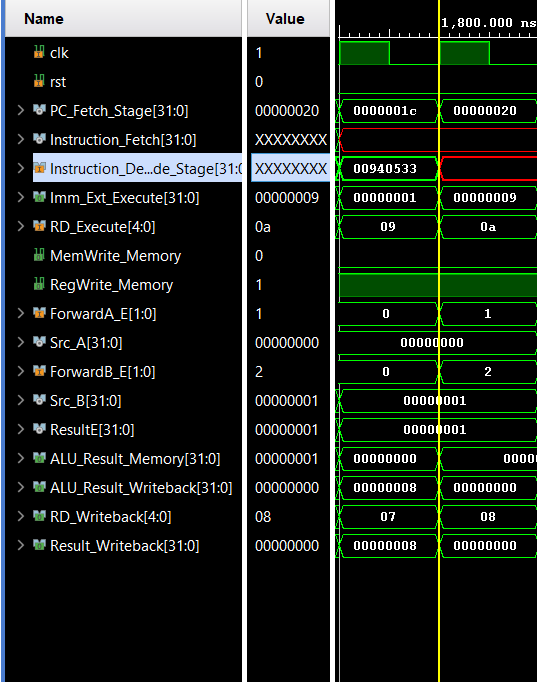 Name Value
1,800.000 ns
clk 1
rst 0
PC_Fetch_Stage[31:0] 00000020 0000001c 00000020
Instruction_Fetch[31:0] XXXXXXXX
Instruction_De...de_Stage[31:0 XXXXXXXX 00940533
Imm_Ext_Execute[31:0] 00000009 00000001 00000009
RD_Execute[4:0] 0a 09 0a
MemWrite_Memory 0
RegWrite_Memory 1
ForwardA_E[1:0] 1 0 1
Src_A[31:0] 00000000 00000000
ForwardB_E[1:0] 2 0 2
Src_B[31:0] 00000001 00000001
ResultE[31:0] 00000001 00000001
ALU_Result_Memory[31:0] 00000001 00000000 0000
ALU_Result_Writeback[31:0] 00000000 00000008 00000000
RD_Writeback[4:0] 08 07 08
Result_Writeback[31:0] 00000000 00000008 00000000